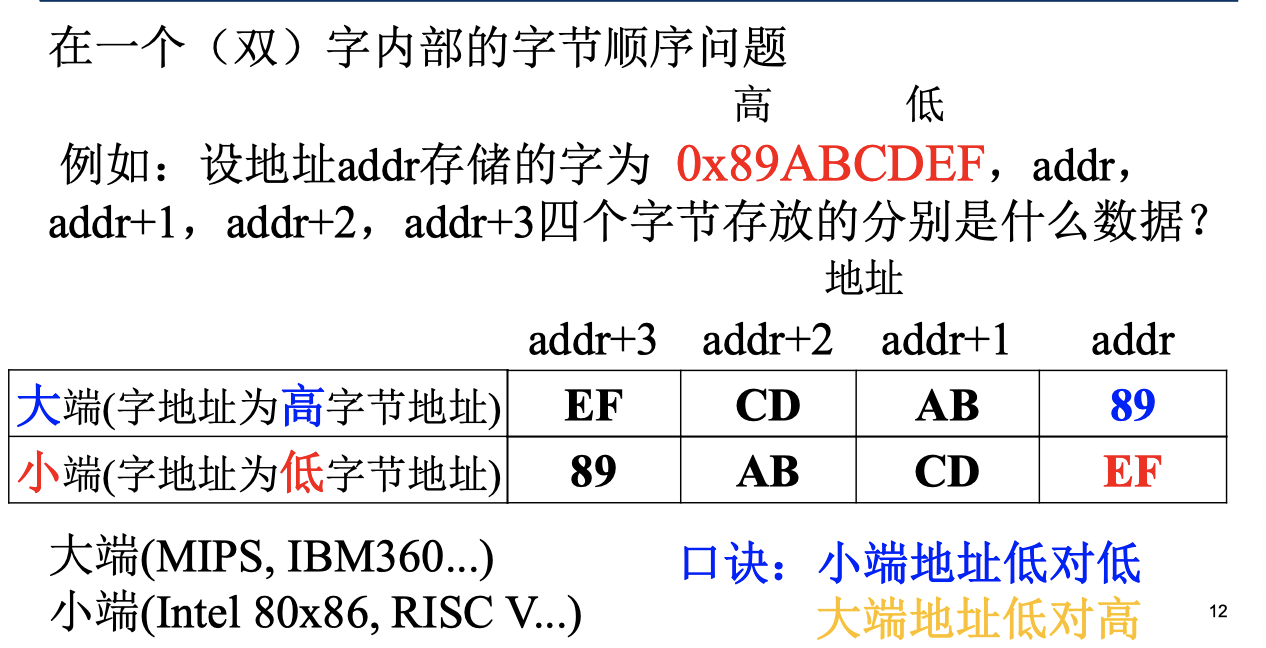 在一个（双）字内部的字节顺序问题
高 低
例如：设地址addr存储的字为 0x89ABCDEF，addr，
addr+1，addr+2，addr+3四个字节存放的分别是什么数据？
地址
addr+3 addr+2 addr+1 addr
大端(字地址为高字节地址) EF CD AB 89
小端(字地址为低字节地址) 89 AB CD EF
大端(MIPS, IBM360...)
小端(Intel 80x86, RISC V...)
口诀：小端地址低对低
大端地址低对高
12